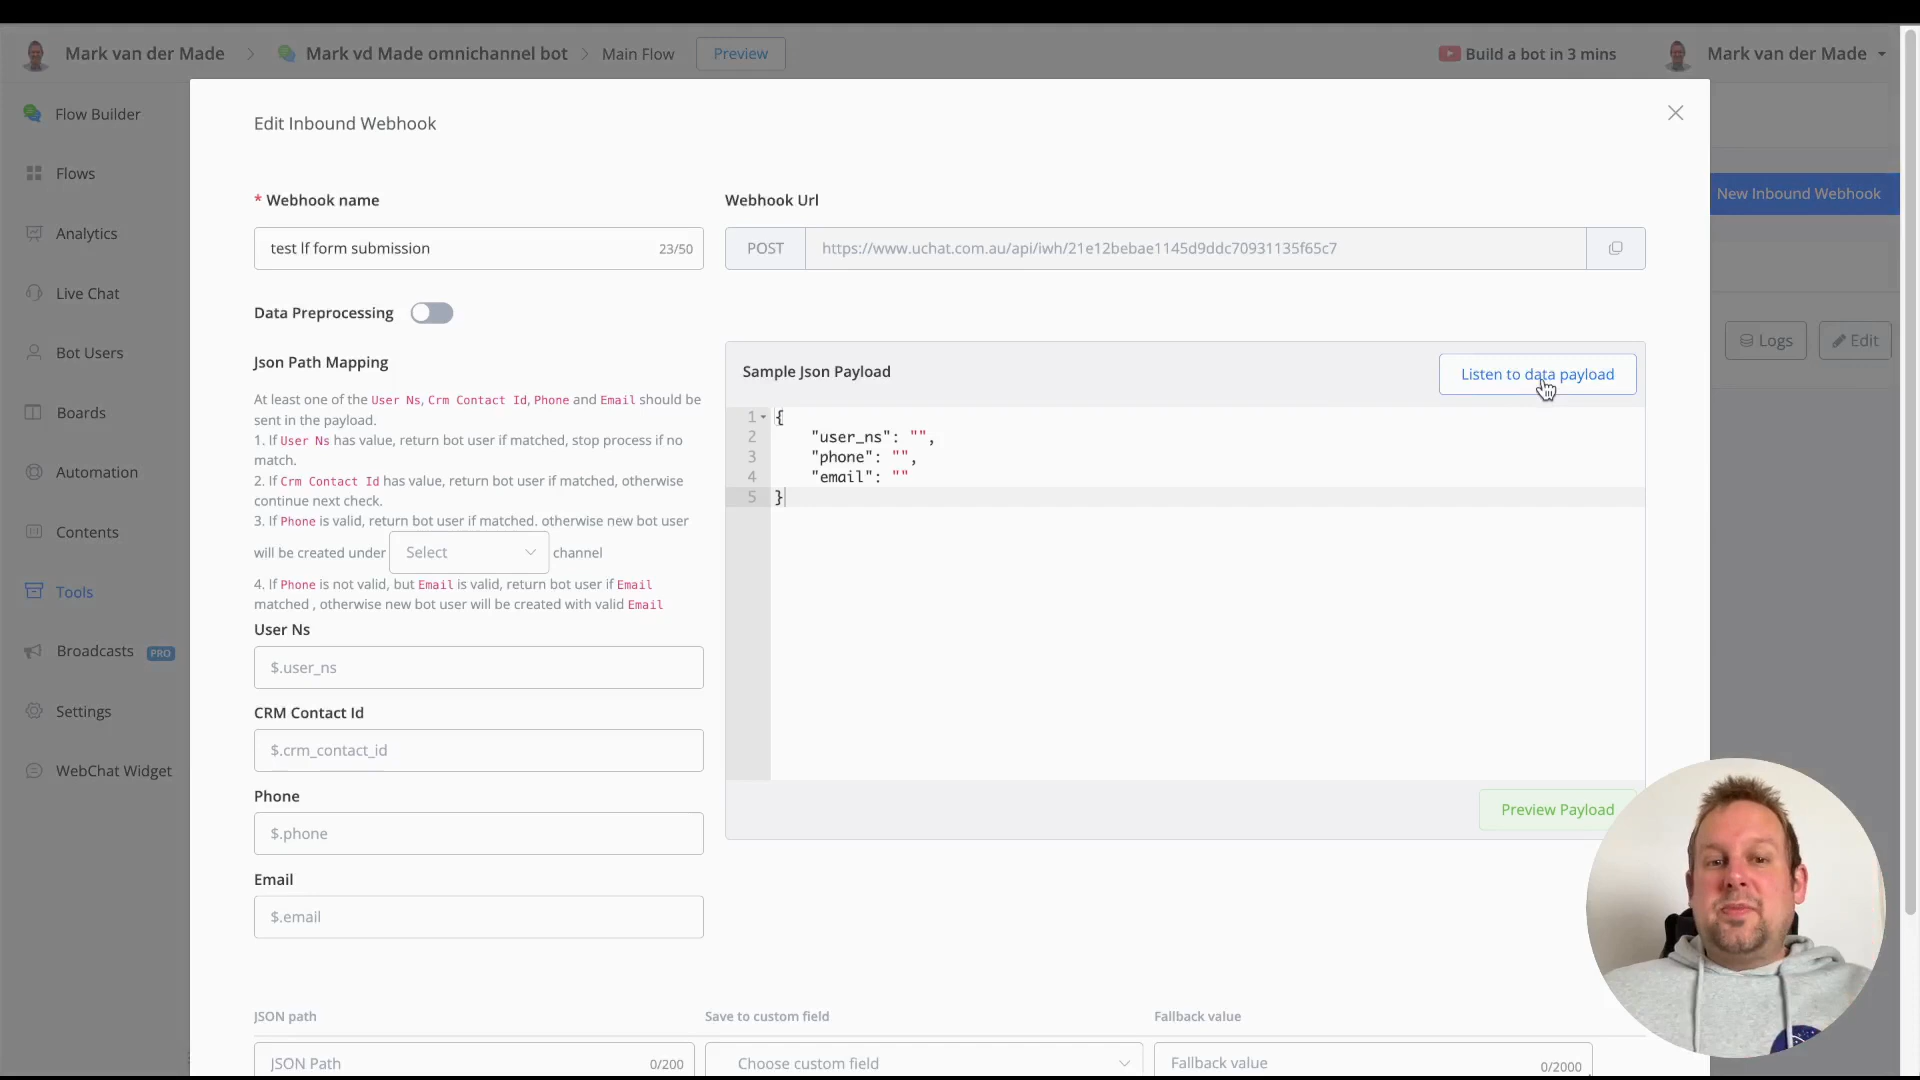 Mark van der Made > Mark vd Made omnichannel bot > Main Flow Preview
Build a bot in 3 mins
Mark van der Made
Flow Builder
Flows
Analytics
Live Chat
Bot Users
Boards
Automation
Contents
Tools
Broadcasts PRO
Settings
WebChat Widget
New Inbound Webhook
Logs
Edit
Edit Inbound Webhook
* Webhook name
test lf form submission 23/50
Webhook Url
POST https://www.uchat.com.au/api/iwh/21e12bebae1145d9ddc70931135f65c7
Data Preprocessing
Json Path Mapping
At least one of the User Ns, Crm Contact Id, Phone and Email should be
sent in the payload.
1. If User Ns has value, return bot user if matched, stop process if no
match.
2. If Crm Contact Id has value, return bot user if matched, otherwise
continue next check.
3. If Phone is valid, return bot user if matched. otherwise new bot user
will be created under Select channel
4. If Phone is not valid, but Email is valid, return bot user if Email
matched , otherwise new bot user will be created with valid Email
User Ns
$.user_ns
CRM Contact Id
$.crm_contact_id
Phone
$.phone
Email
$.email
Sample Json Payload
Listen to data payload
1 {
2 "user_ns": "",
3 "phone": "",
4 "email": ""
5 }
Preview Payload
JSON path
Save to custom field
Fallback value
JSON Path 0/200
Choose custom field
Fallback value 0/2000